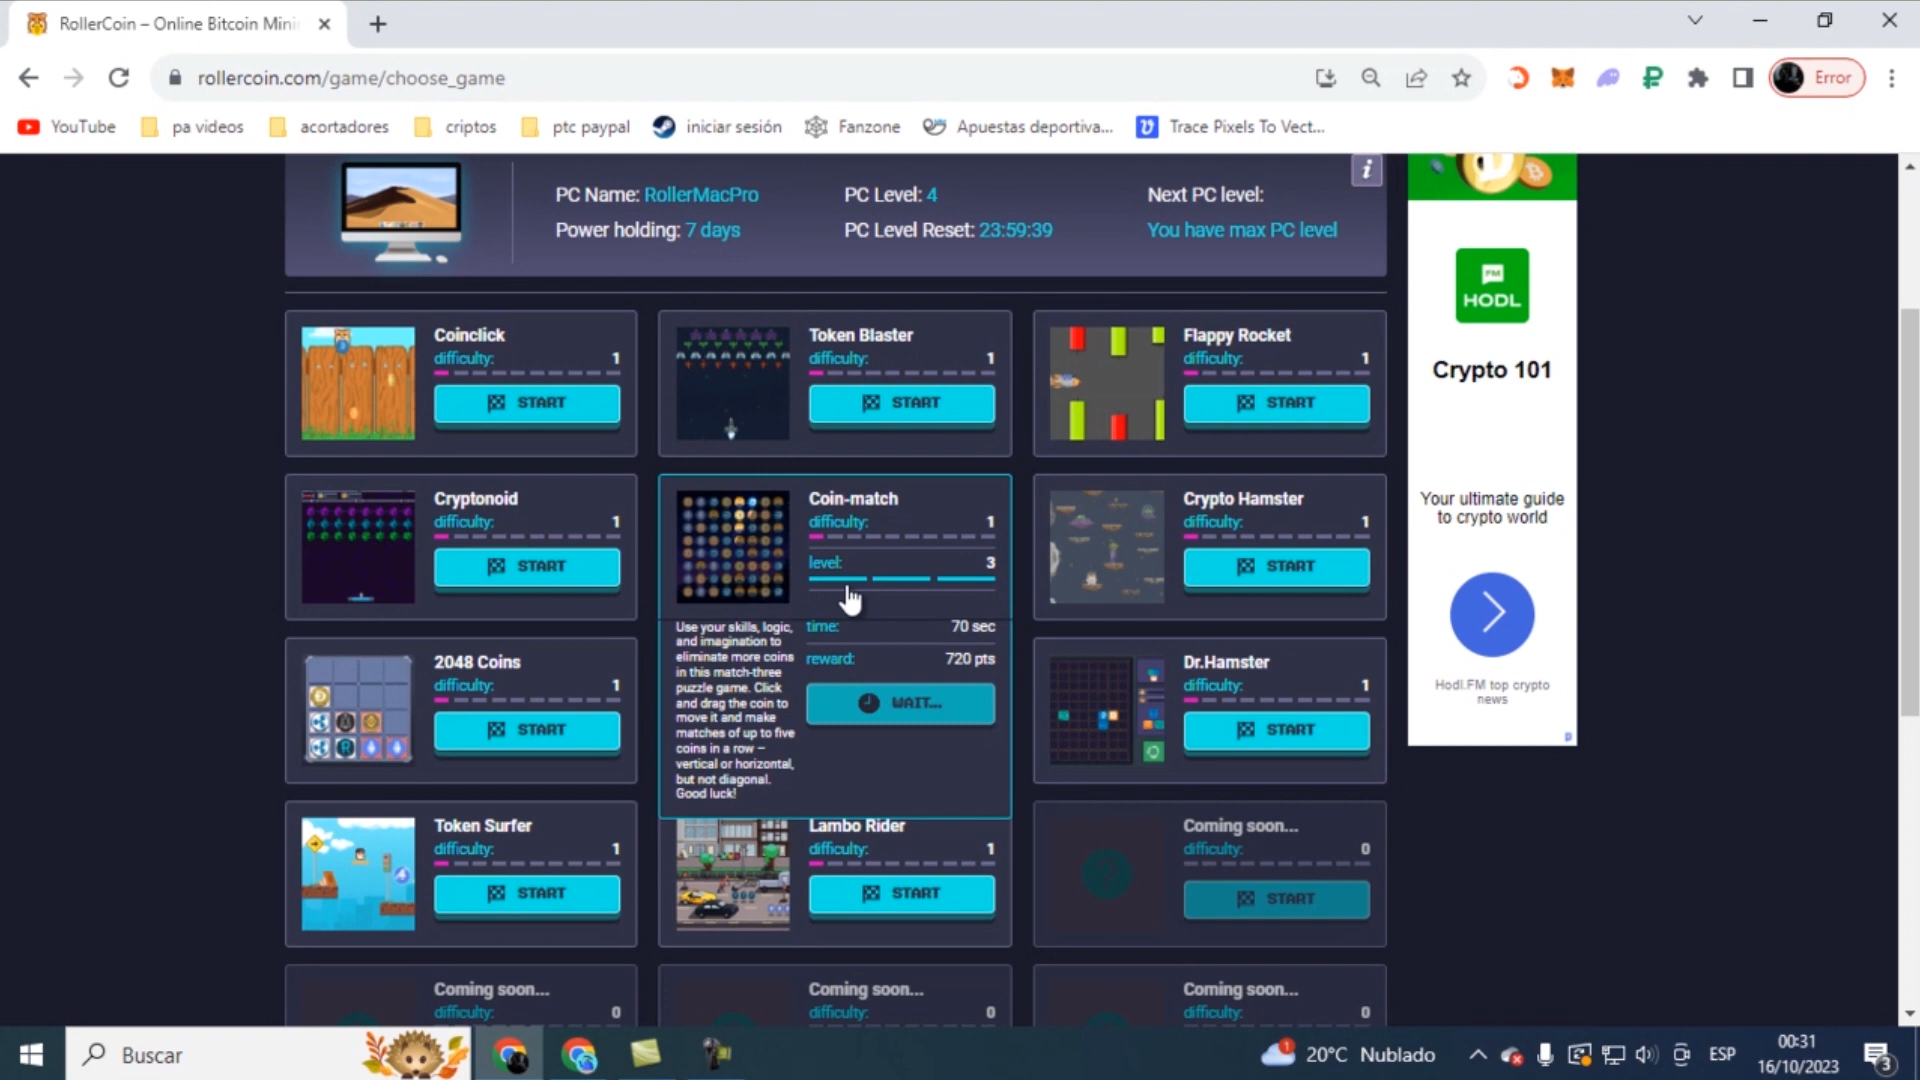 RollerCoin – Online Bitcoin Mini
rollercoin.com/game/choose_game
Error
YouTube
pa videos
acortadores
criptos
ptc paypal
iniciar sesión
Fanzone
Apuestas deportiva...
Trace Pixels To Vect...
PC Name: RollerMacPro
PC Level: 4
Next PC level:
Power holding: 7 days
PC Level Reset: 23:59:39
You have max PC level
i
Coinclick
difficulty: 1
START
Token Blaster
difficulty: 1
START
Flappy Rocket
difficulty: 1
START
Cryptonoid
difficulty: 1
START
Coin-match
difficulty: 1
level: 3
Use your skills, logic,
and imagination to
eliminate more coins
in this match-three
puzzle game. Click
and drag the coin to
move it and make
matches of up to five
coins in a row –
vertical or horizontal,
but not diagonal.
Good luck!
time: 70 sec
reward: 720 pts
WAIT...
Crypto Hamster
difficulty: 1
START
2048 Coins
difficulty: 1
START
Dr.Hamster
difficulty: 1
START
Token Surfer
difficulty: 1
START
Lambo Rider
difficulty: 1
START
Coming soon...
difficulty: 0
START
Coming soon...
difficulty: 0
Coming soon...
difficulty: 0
Coming soon...
difficulty: 0
FM
HODL
Crypto 101
Your ultimate guide
to crypto world
Hodl.FM top crypto
news
Buscar
1
20°C Nublado
ESP
00:31
16/10/2023
3